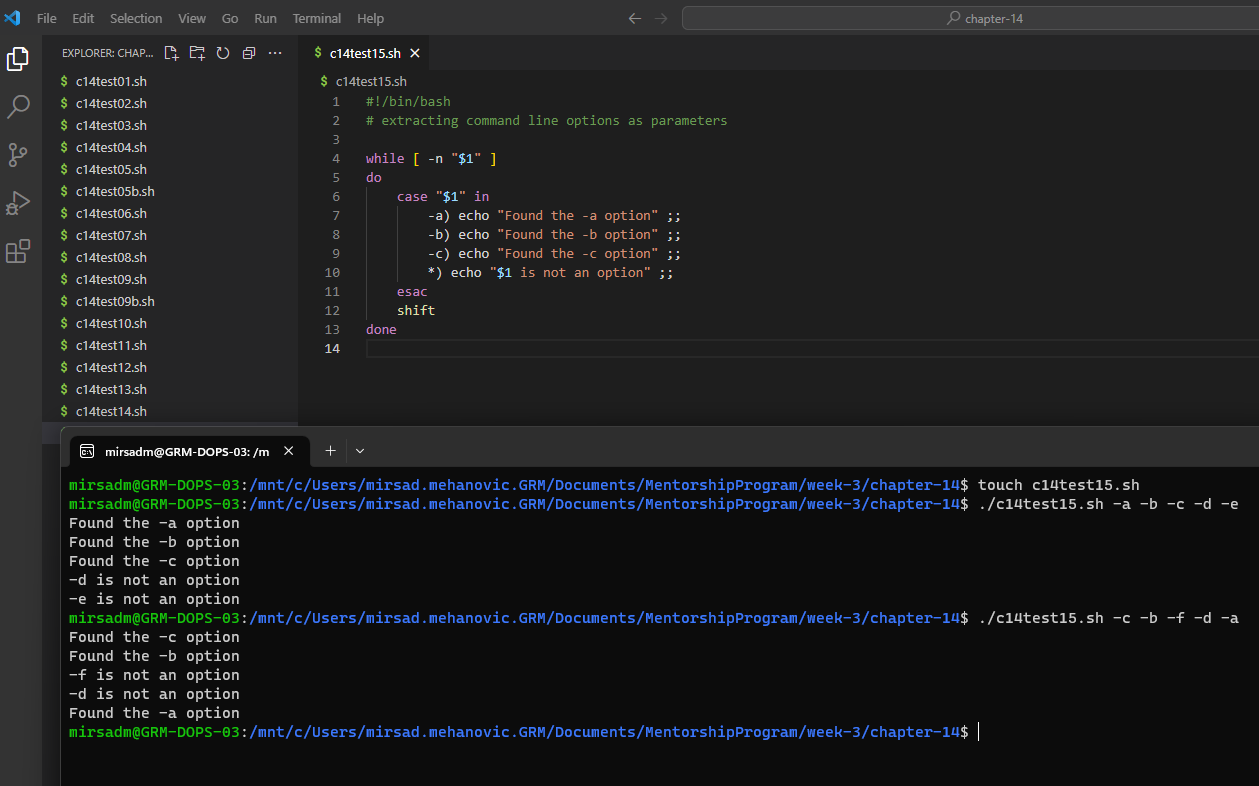 File Edit Selection View Go Run Terminal Help
chapter-14
EXPLORER: CHAP...
c14test01.sh
c14test02.sh
c14test03.sh
c14test04.sh
c14test05.sh
c14test05b.sh
c14test06.sh
c14test07.sh
c14test08.sh
c14test09.sh
c14test09b.sh
c14test10.sh
c14test11.sh
c14test12.sh
c14test13.sh
c14test14.sh
$ c14test15.sh
$ c14test15.sh
1 #!/bin/bash
2 # extracting command line options as parameters
3
4 while [ -n "$1" ]
5 do
6 case "$1" in
7 -a) echo "Found the -a option" ;;
8 -b) echo "Found the -b option" ;;
9 -c) echo "Found the -c option" ;;
10 *) echo "$1 is not an option" ;;
11 esac
12 shift
13 done
14
mirsadm@GRM-DOPS-03: /m
mirsadm@GRM-DOPS-03:/mnt/c/Users/mirsad.mehanovic.GRM/Documents/MentorshipProgram/week-3/chapter-14$ touch c14test15.sh
mirsadm@GRM-DOPS-03:/mnt/c/Users/mirsad.mehanovic.GRM/Documents/MentorshipProgram/week-3/chapter-14$ ./c14test15.sh -a -b -c -d -e
Found the -a option
Found the -b option
Found the -c option
-d is not an option
-e is not an option
mirsadm@GRM-DOPS-03:/mnt/c/Users/mirsad.mehanovic.GRM/Documents/MentorshipProgram/week-3/chapter-14$ ./c14test15.sh -c -b -f -d -a
Found the -c option
Found the -b option
-f is not an option
-d is not an option
Found the -a option
mirsadm@GRM-DOPS-03:/mnt/c/Users/mirsad.mehanovic.GRM/Documents/MentorshipProgram/week-3/chapter-14$